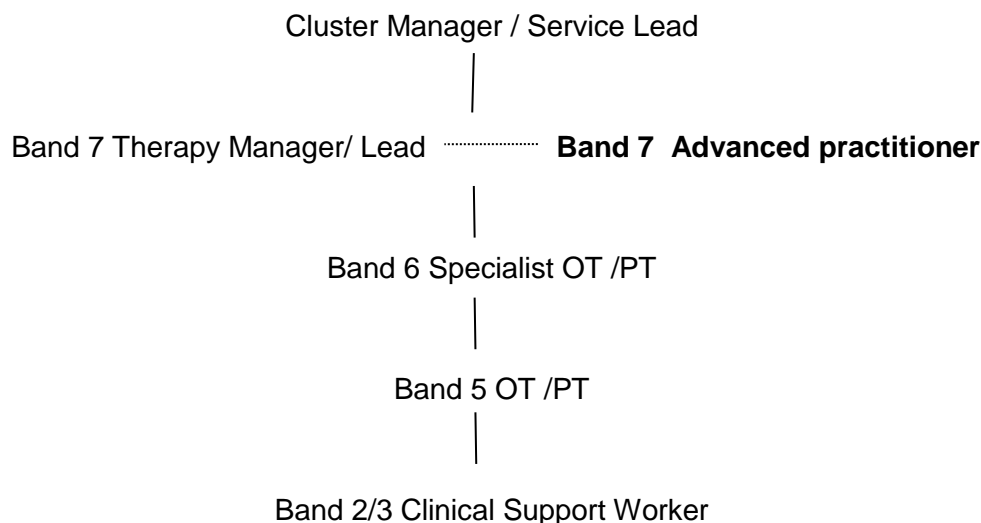 Cluster Manager / Service Lead
Band 7 Therapy Manager/ Lead Band 7  Advanced practitioner
Band 6 Specialist OT /PT
Band 5 OT /PT
Band 2/3 Clinical Support Worker